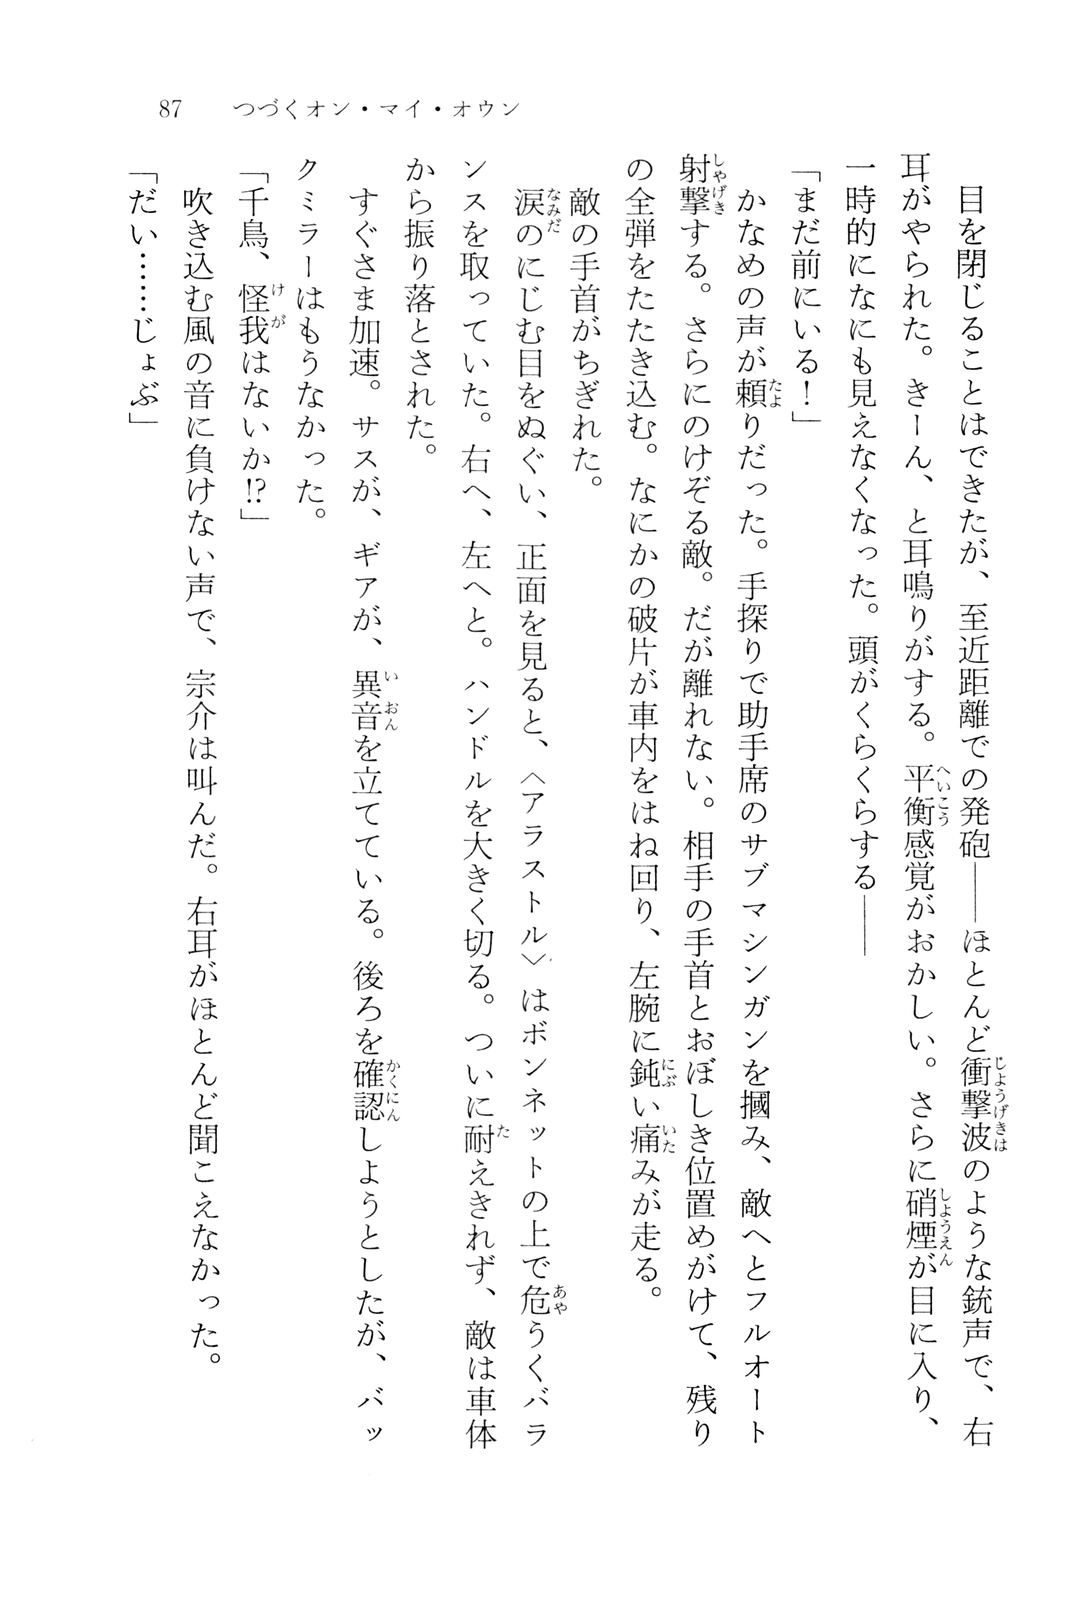 87　つづくオン・マイ・オウン
　目を閉じることはできたが、至近距離での発砲――ほとんど衝撃波のような銃声で、右
耳がやられた。きーん、と耳鳴りがする。平衡感覚がおかしい。さらに硝煙が目に入り、
一時的になにも見えなくなった。頭がくらくらする――
「まだ前にいる！」
　かなめの声が頼りだった。手探りで助手席のサブマシンガンを摑み、敵へとフルオート
射撃する。さらにのけぞる敵。だが離れない。相手の手首とおぼしき位置めがけて、残り
の全弾をたたき込む。なにかの破片が車内をはね回り、左腕に鈍い痛みが走る。
　敵の手首がちぎれた。
　涙のにじむ目をぬぐい、正面を見ると、〈アラストル〉はボンネットの上で危うくバラ
ンスを取っていた。右へ、左へと。ハンドルを大きく切る。ついに耐えきれず、敵は車体
から振り落とされた。
　すぐさま加速。サスが、ギアが、異音を立てている。後ろを確認しようとしたが、バッ
クミラーはもうなかった。
「千鳥、怪我はないか!?」
　吹き込む風の音に負けない声で、宗介は叫んだ。右耳がほとんど聞こえなかった。
「だい……じょぶ」